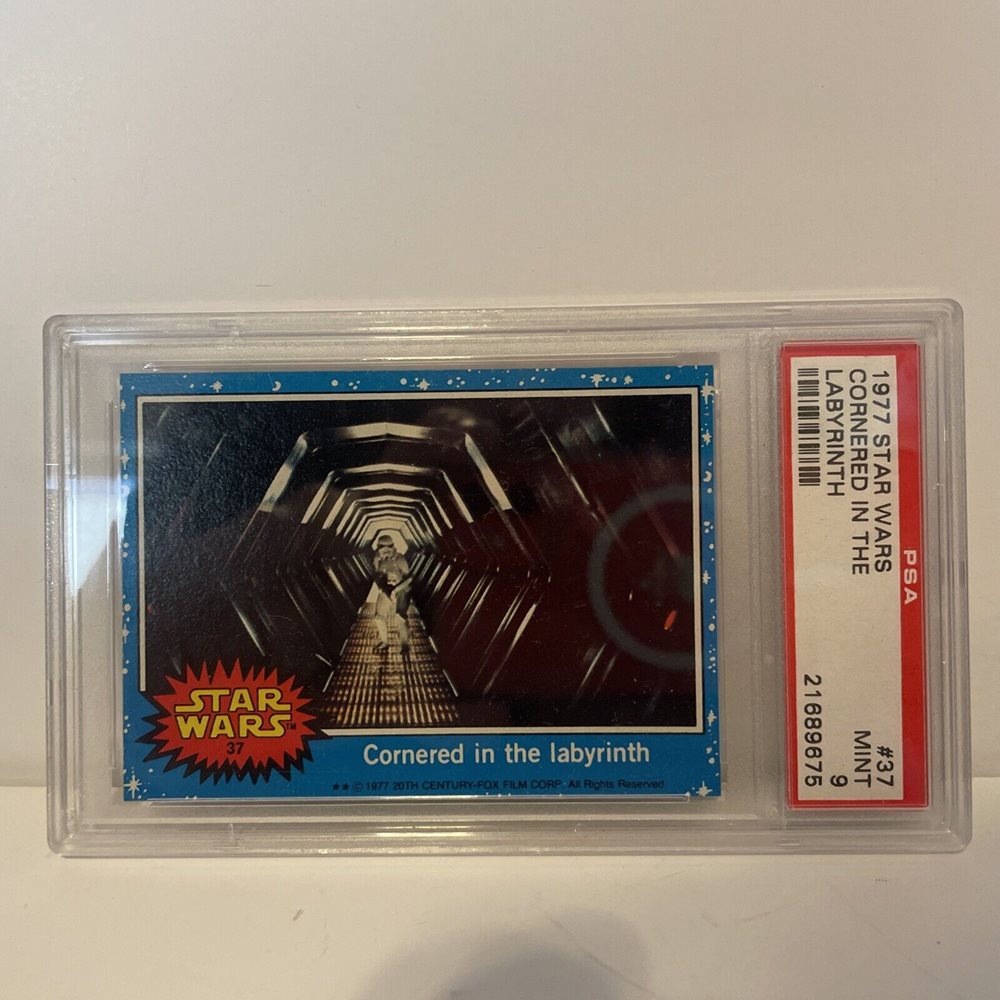 STAR
WARS™
37
Cornered in the labyrinth
★★ © 1977 20TH CENTURY-FOX FILM CORP. All Rights Reserved
PSA
1977 STAR WARS #37
CORNERED IN THE MINT
LABYRINTH 9
21689675